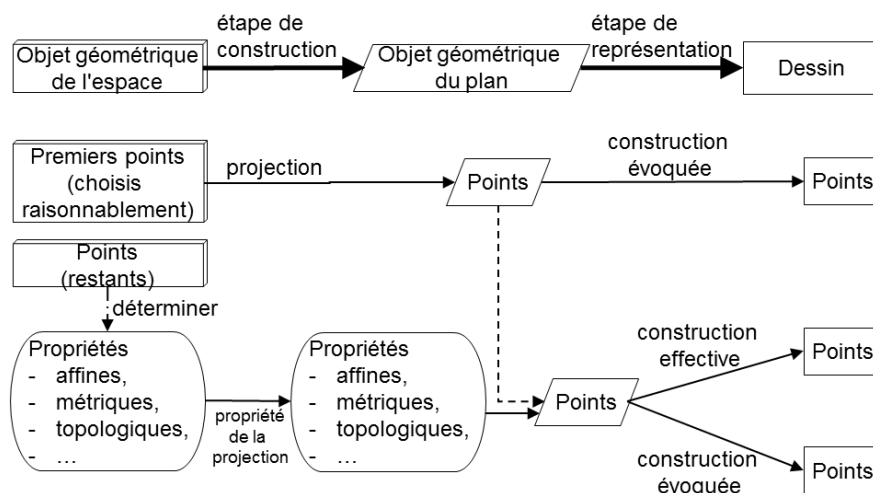 étape de
construction
étape de
représentation
Objet géométrique
de l'espace
Objet géométrique
du plan
Dessin
Premiers points
(choisis
raisonnablement)
projection
Points
construction
évoquée
Points
Points
(restants)
déterminer
Propriétés
- affines,
- métriques,
- topologiques,
- ...
propriété
de la
projection
Propriétés
- affines,
- métriques,
- topologiques,
- ...
Points
construction
effective
Points
construction
évoquée
Points